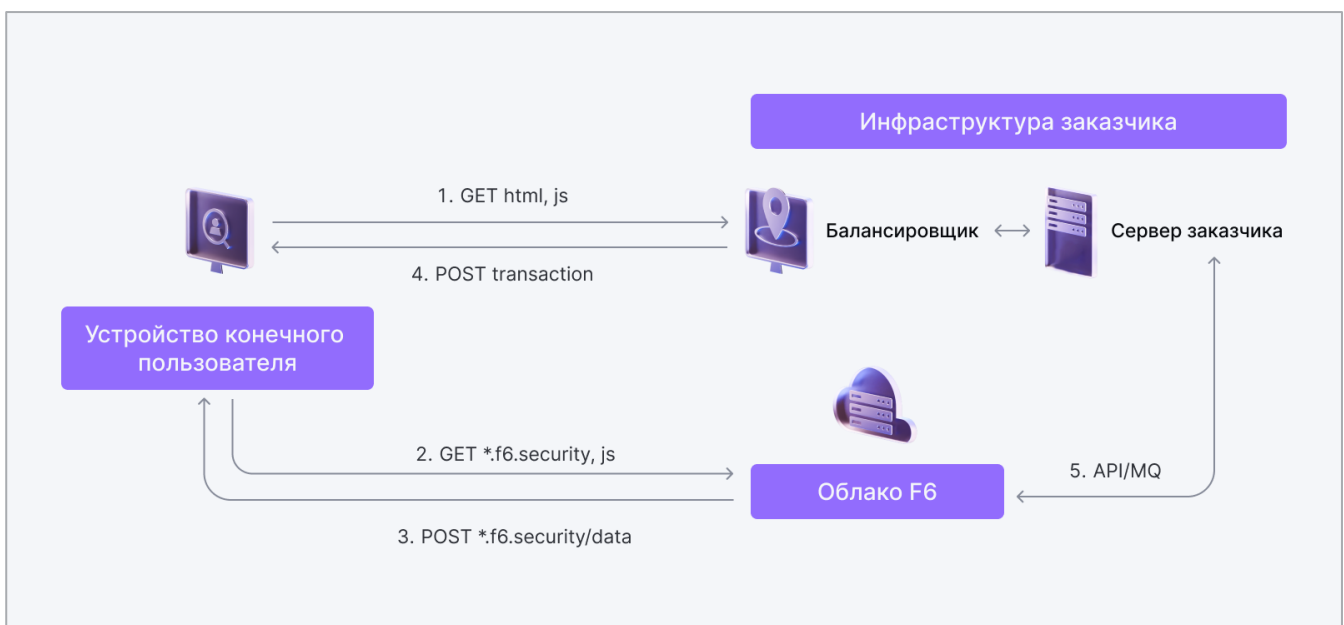 Инфраструктура заказчика
1. GET html, js
Балансировщик
Сервер заказчика
4. POST transaction
Устройство конечного
пользователя
2. GET *.f6.security, js
Облако F6
5. API/MQ
3. POST *.f6.security/data